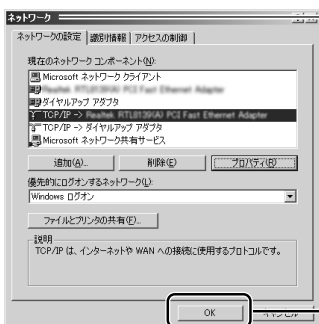 ネットワーク
ネットワークの設定 識別情報 アクセスの制御
現在のネットワーク コンポーネント(N):
Microsoft ネットワーク クライアント
Realtek RTL8139(A) PCI Fast Ethernet Adapter
ダイヤルアップ アダプタ
TCP/IP -> Realtek RTL8139(A) PCI Fast Ethernet Adapter
TCP/IP -> ダイヤルアップ アダプタ
Microsoft ネットワーク共有サービス
追加(A)... 削除(E) プロパティ(R)
優先的にログオンするネットワーク(L):
Windows ログオン
ファイルとプリンタの共有(F)...
説明
TCP/IP は、インターネットや WAN への接続に使用するプロトコルです。
OK キャンセル